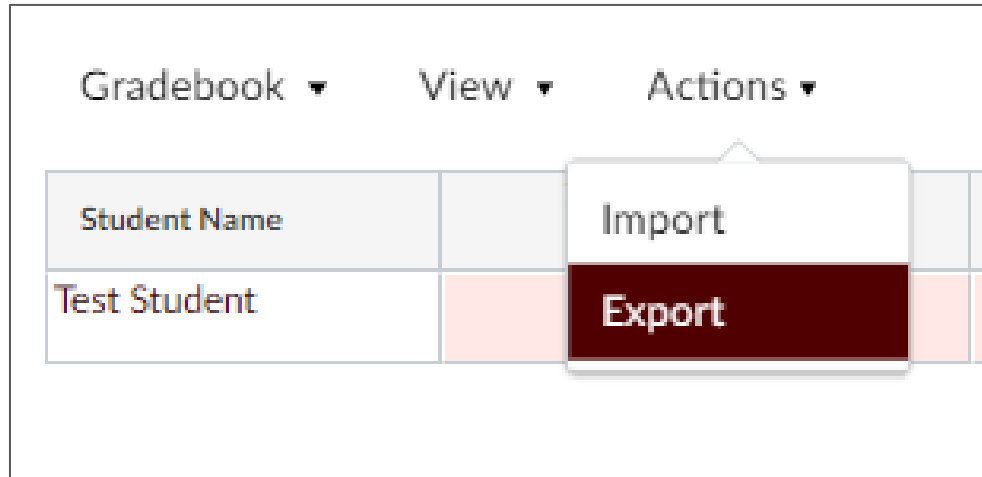 Gradebook ▾ View ▾ Actions ▾
Student Name
Import
Test Student
Export